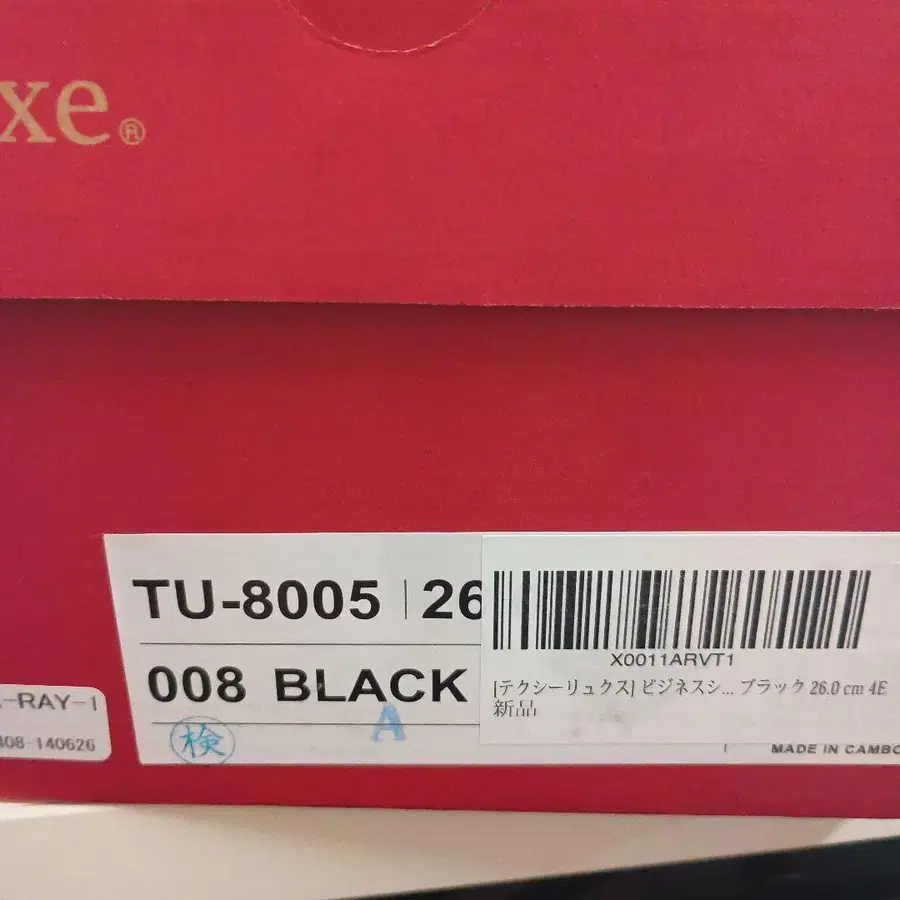 xe®
TU-8005 | 26
X0011ARVT1
008 BLACK
[テクシーリュクス] ビジネスシ... ブラック 26.0 cm 4E
新品
-RAY-1
A
検
408-140626
MADE IN CAMBO